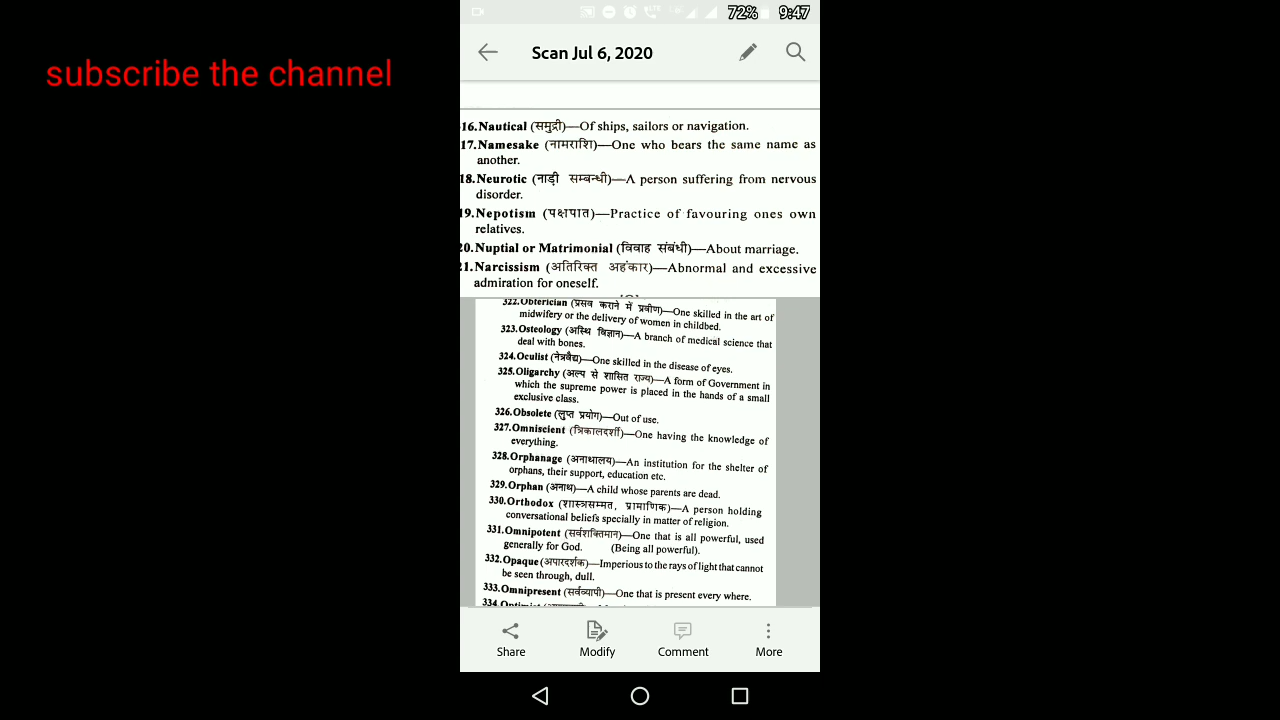 subscribe the channel
72% 9:47
Scan Jul 6, 2020
16.Nautical (समुद्री)—Of ships, sailors or navigation.
17.Namesake (नामराशि)—One who bears the same name as
another.
18.Neurotic (नाड़ी सम्बन्धी)—A person suffering from nervous
disorder.
19.Nepotism (पक्षपात)—Practice of favouring ones own
relatives.
20.Nuptial or Matrimonial (विवाह संबंधी)—About marriage.
21.Narcissism (अतिरिक्त अहंकार)—Abnormal and excessive
admiration for oneself.
322.Obterician (प्रसव कराने में प्रवीण)—One skilled in the art of
midwifery or the delivery of women in childbed.
323.Osteology (अस्थि विज्ञान)—A branch of medical science that
deal with bones.
324.Oculist (नेत्रवैद्य)—One skilled in the disease of eyes.
325.Oligarchy (अल्प से शासित राज्य)—A form of Government in
which the supreme power is placed in the hands of a small
exclusive class.
326.Obsolete (लुप्त प्रयोग)—Out of use.
327.Omniscient (त्रिकालदर्शी)—One having the knowledge of
everything.
328.Orphanage (अनाथालय)—An institution for the shelter of
orphans, their support, education etc.
329.Orphan (अनाथ)—A child whose parents are dead.
330.Orthodox (शास्त्रसम्मत, प्रामाणिक)—A person holding
conversational beliefs specially in matter of religion.
331.Omnipotent (सर्वशक्तिमान)—One that is all powerful, used
generally for God. (Being all powerful).
332.Opaque (अपारदर्शक)—Imperious to the rays of light that cannot
be seen through, dull.
333.Omnipresent (सर्वव्यापी)—One that is present every where.
334.Optimist
Share Modify Comment More